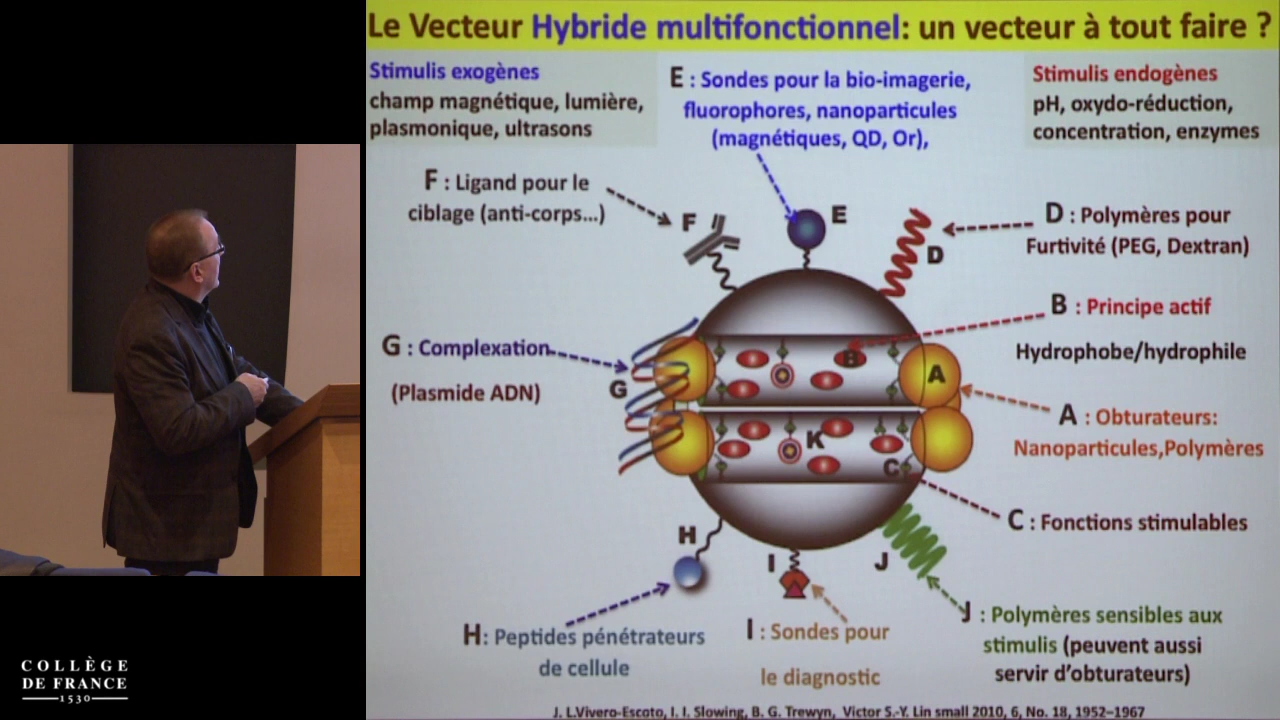 Le Vecteur Hybride multifonctionnel: un vecteur à tout faire ?
Stimulis exogènes
champ magnétique, lumière,
plasmonique, ultrasons
E : Sondes pour la bio-imagerie,
fluorophores, nanoparticules
(magnétiques, QD, Or),
Stimulis endogènes
pH, oxydo-réduction,
concentration, enzymes
F : Ligand pour le
ciblage (anti-corps...)
F
E
D
D : Polymères pour
Furtivité (PEG, Dextran)
B : Principe actif
Hydrophobe/hydrophile
G : Complexation
(Plasmide ADN)
G
B
A
K
C
A : Obturateurs:
Nanoparticules,Polymères
C : Fonctions stimulables
H
I
J
H: Peptides pénétrateurs
de cellule
I : Sondes pour
le diagnostic
J : Polymères sensibles aux
stimulis (peuvent aussi
servir d'obturateurs)
J. L.Vivero-Escoto, I. I. Slowing, B. G. Trewyn, Victor S.-Y. Lin small 2010, 6, No. 18, 1952–1967
COLLÈGE
DE FRANCE
1530